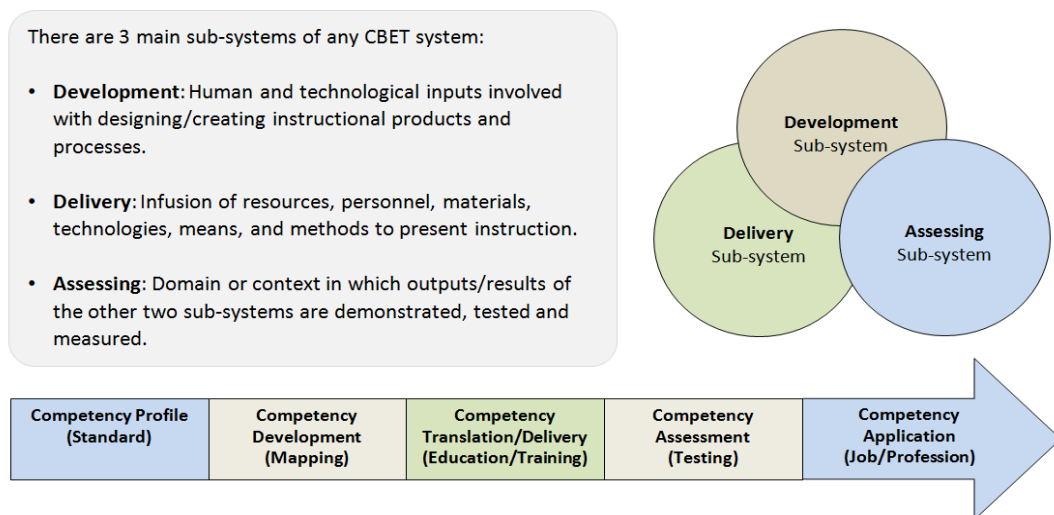 There are 3 main sub-systems of any CBET system:
• Development: Human and technological inputs involved
with designing/creating instructional products and
processes.
• Delivery: Infusion of resources, personnel, materials,
technologies, means, and methods to present instruction.
• Assessing: Domain or context in which outputs/results of
the other two sub-systems are demonstrated, tested and
measured.
Development
Sub-system
Delivery
Sub-system
Assessing
Sub-system
Competency Profile
(Standard)
Competency
Development
(Mapping)
Competency
Translation/Delivery
(Education/Training)
Competency
Assessment
(Testing)
Competency
Application
(Job/Profession)